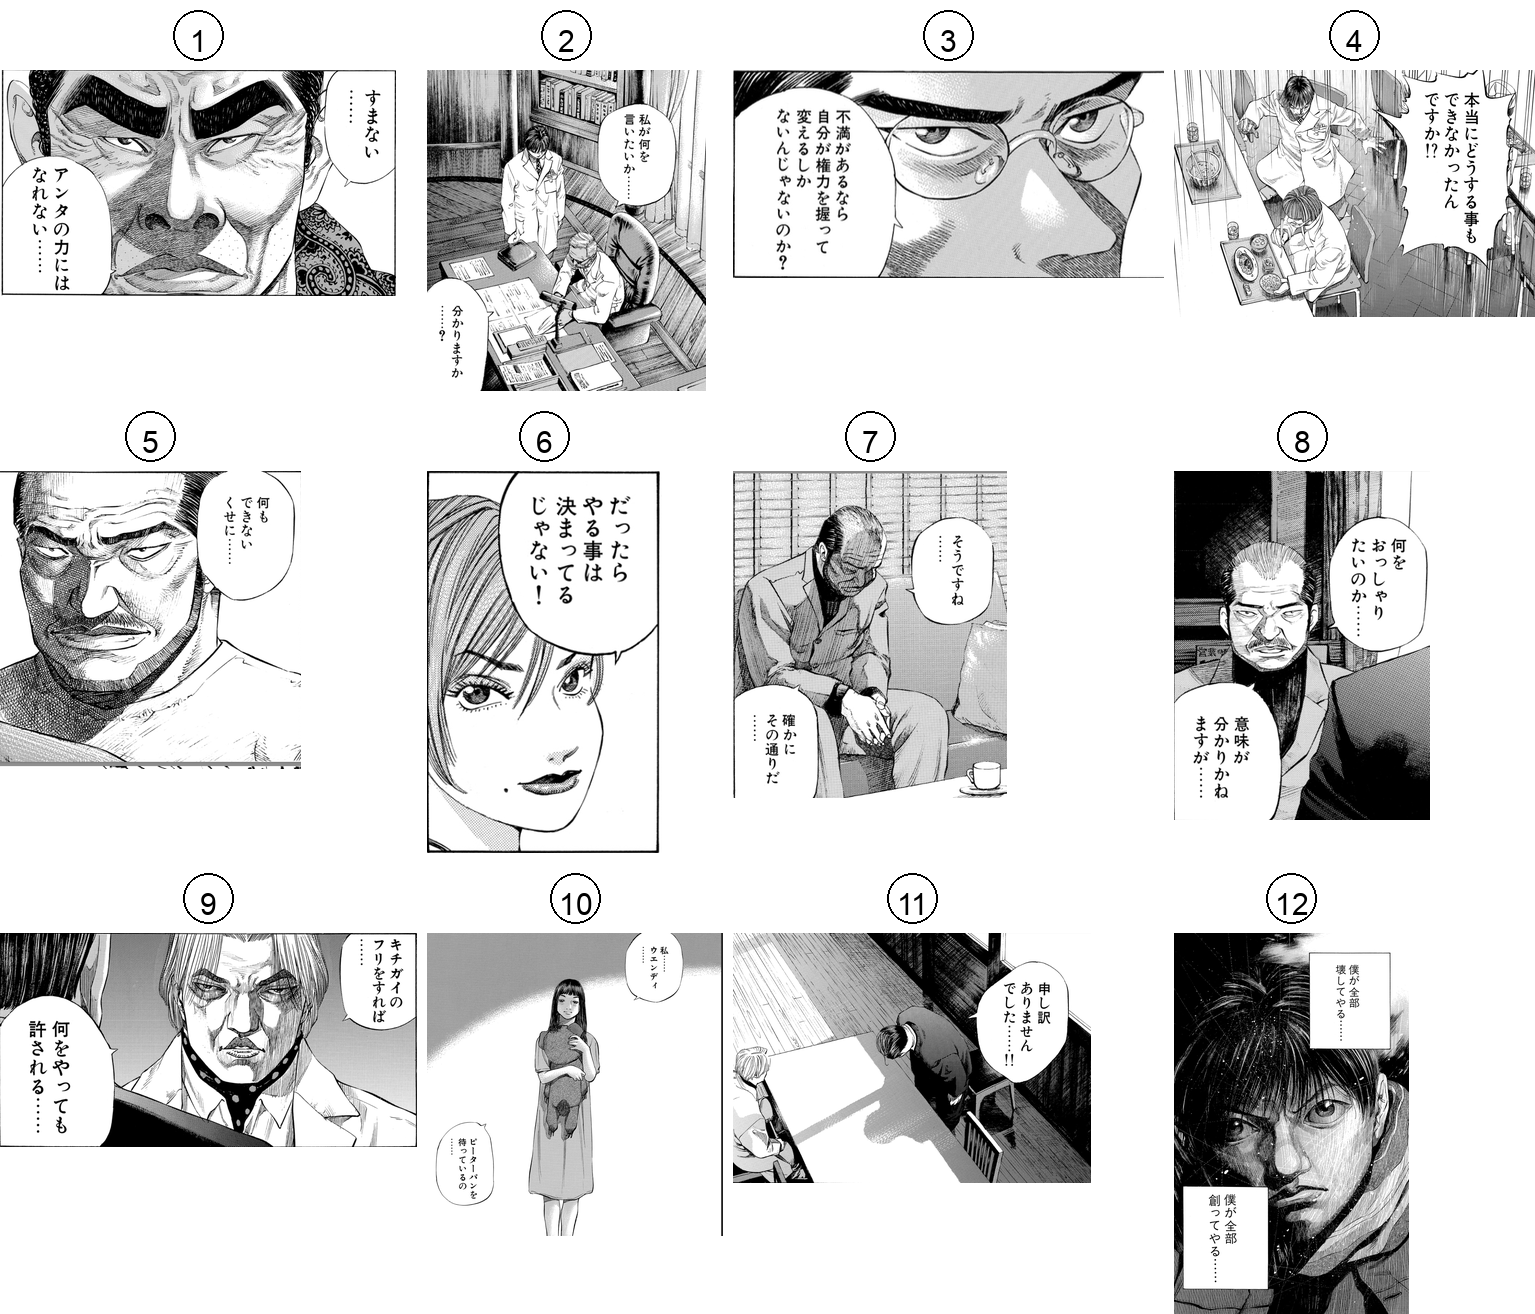 1
すまない
……
アンタの力には
なれない……
2
私が何を
言いたいか……
分かりますか
……?
3
不満があるなら
自分が権力を握って
変えるしか
ないんじゃないのか?
4
本当にどうする事も
できなかったん
ですか!?
5
何も
できない
くせに……
6
だったら
やる事は
決まってる
じゃない!
7
そうですね
……
確かに
その通りだ
……
8
何を
おっしゃり
たいのか……
意味が
分かりかね
ますが……
9
キチガイの
フリをすれば
……
何をやっても
許される……
10
私……
ウエンディ
……
ピーターパンを
待っているの
……
11
申し訳
ありません
でした……!!
12
僕が全部
壊してやる……
僕が全部
創ってやる……